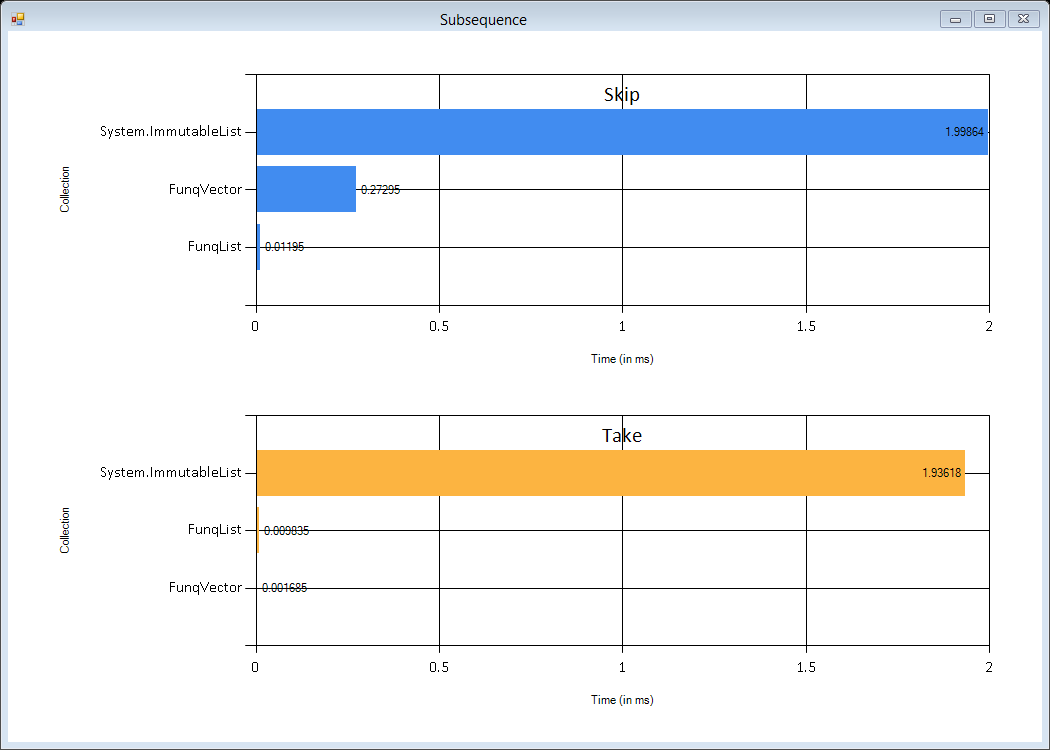 Subsequence
Skip
System.ImmutableList
1.99864
FunqVector
0.27295
FunqList
0.01195
Collection
0 0.5 1 1.5 2
Time (in ms)
Take
System.ImmutableList
1.93618
FunqList
0.009835
FunqVector
0.001685
Collection
0 0.5 1 1.5 2
Time (in ms)